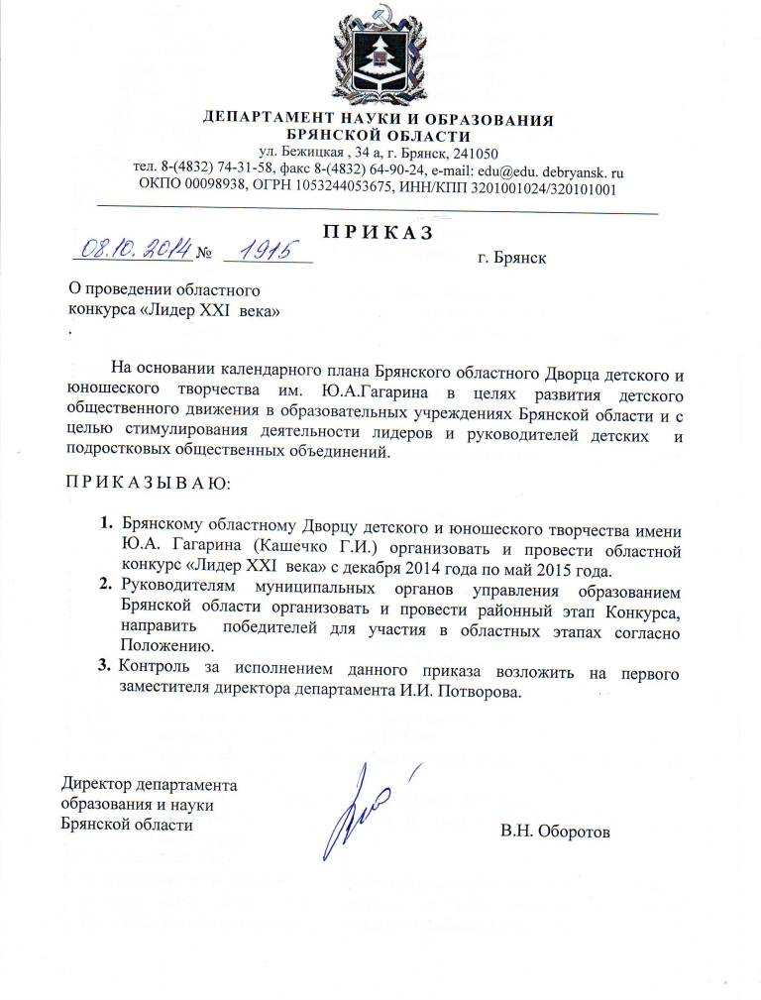 ДЕПАРТАМЕНТ НАУКИ И ОБРАЗОВАНИЯ
БРЯНСКОЙ ОБЛАСТИ
ул. Бежицкая , 34 а, г. Брянск, 241050
тел. 8-(4832) 74-31-58, факс 8-(4832) 64-90-24, e-mail: edu@edu. debryansk. ru
ОКПО 00098938, ОГРН 1053244053675, ИНН/КПП 3201001024/320101001
П Р И К А З
08.10. 2014 № 1915
г. Брянск
О проведении областного
конкурса «Лидер XXI века»
.
На основании календарного плана Брянского областного Дворца детского и
юношеского творчества им. Ю.А.Гагарина в целях развития детского
общественного движения в образовательных учреждениях Брянской области и с
целью стимулирования деятельности лидеров и руководителей детских и
подростковых общественных объединений.
П Р И К А З Ы В А Ю:
1. Брянскому областному Дворцу детского и юношеского творчества имени
Ю.А. Гагарина (Кашечко Г.И.) организовать и провести областной
конкурс «Лидер XXI века» с декабря 2014 года по май 2015 года.
2. Руководителям муниципальных органов управления образованием
Брянской области организовать и провести районный этап Конкурса,
направить победителей для участия в областных этапах согласно
Положению.
3. Контроль за исполнением данного приказа возложить на первого
заместителя директора департамента И.И. Потворова.
Директор департамента
образования и науки
Брянской области
В.Н. Оборотов